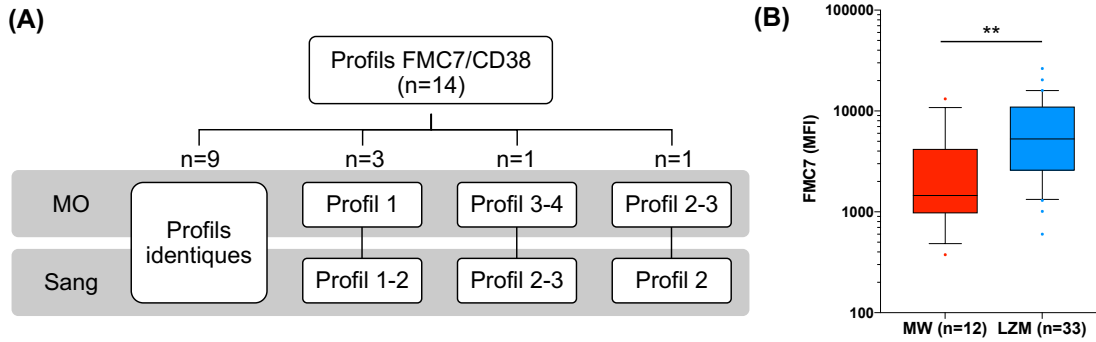 (A)
Profils FMC7/CD38
(n=14)
n=9
n=3
n=1
n=1
MO
Profils
identiques
Profil 1
Profil 3-4
Profil 2-3
Sang
Profil 1-2
Profil 2-3
Profil 2
(B)
100000
10000
1000
100
FMC7 (MFI)
**
MW (n=12)
LZM (n=33)